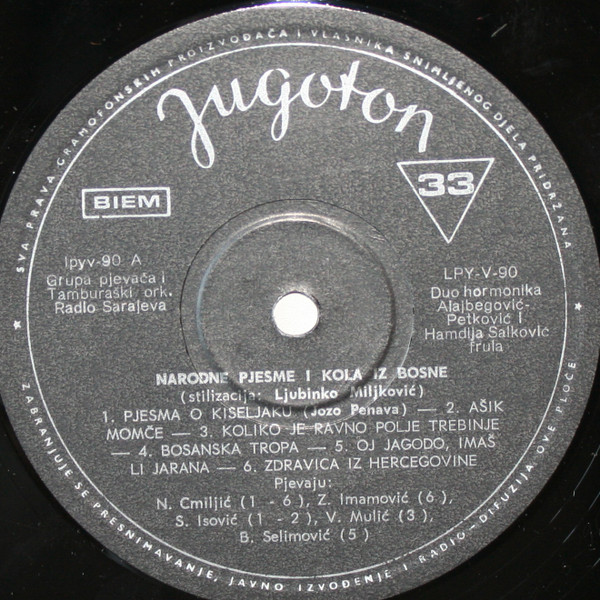 SVA PRAVA GRAMOFONSKIH PROIZVOĐAČA I VLASNIKA SNIMLJENOG DJELA PRIDRŽANA
Jugoton
BIEM
33
lpyv-90 A
Grupa pjevača i
Tamburaški ork.
Radio Sarajeva
LPY-V-90
Duo hormonika
Alajbegović-
Petković i
Hamdija Salković
frula
NARODNE PJESME I KOLA IZ BOSNE
(stilizacija: Ljubinko Miljković)
1. PJESMA O KISELJAKU (Jozo Penava) — 2. AŠIK
MOMČE — 3. KOLIKO JE RAVNO POLJE TREBINJE
— 4. BOSANSKA TROPA — 5. OJ JAGODO, IMAŠ
LI JARANA — 6. ZDRAVICA IZ HERCEGOVINE
Pjevaju:
N. Cmiljić (1 - 6), Z. Imamović (6),
S. Isović (1 - 2), V. Mulić (3),
B. Selimović (5)
ZABRANJUJE SE PRESNIMAVANJE, JAVNO IZVOĐENJE I RADIO-DIFUZIJA OVE PLOČE